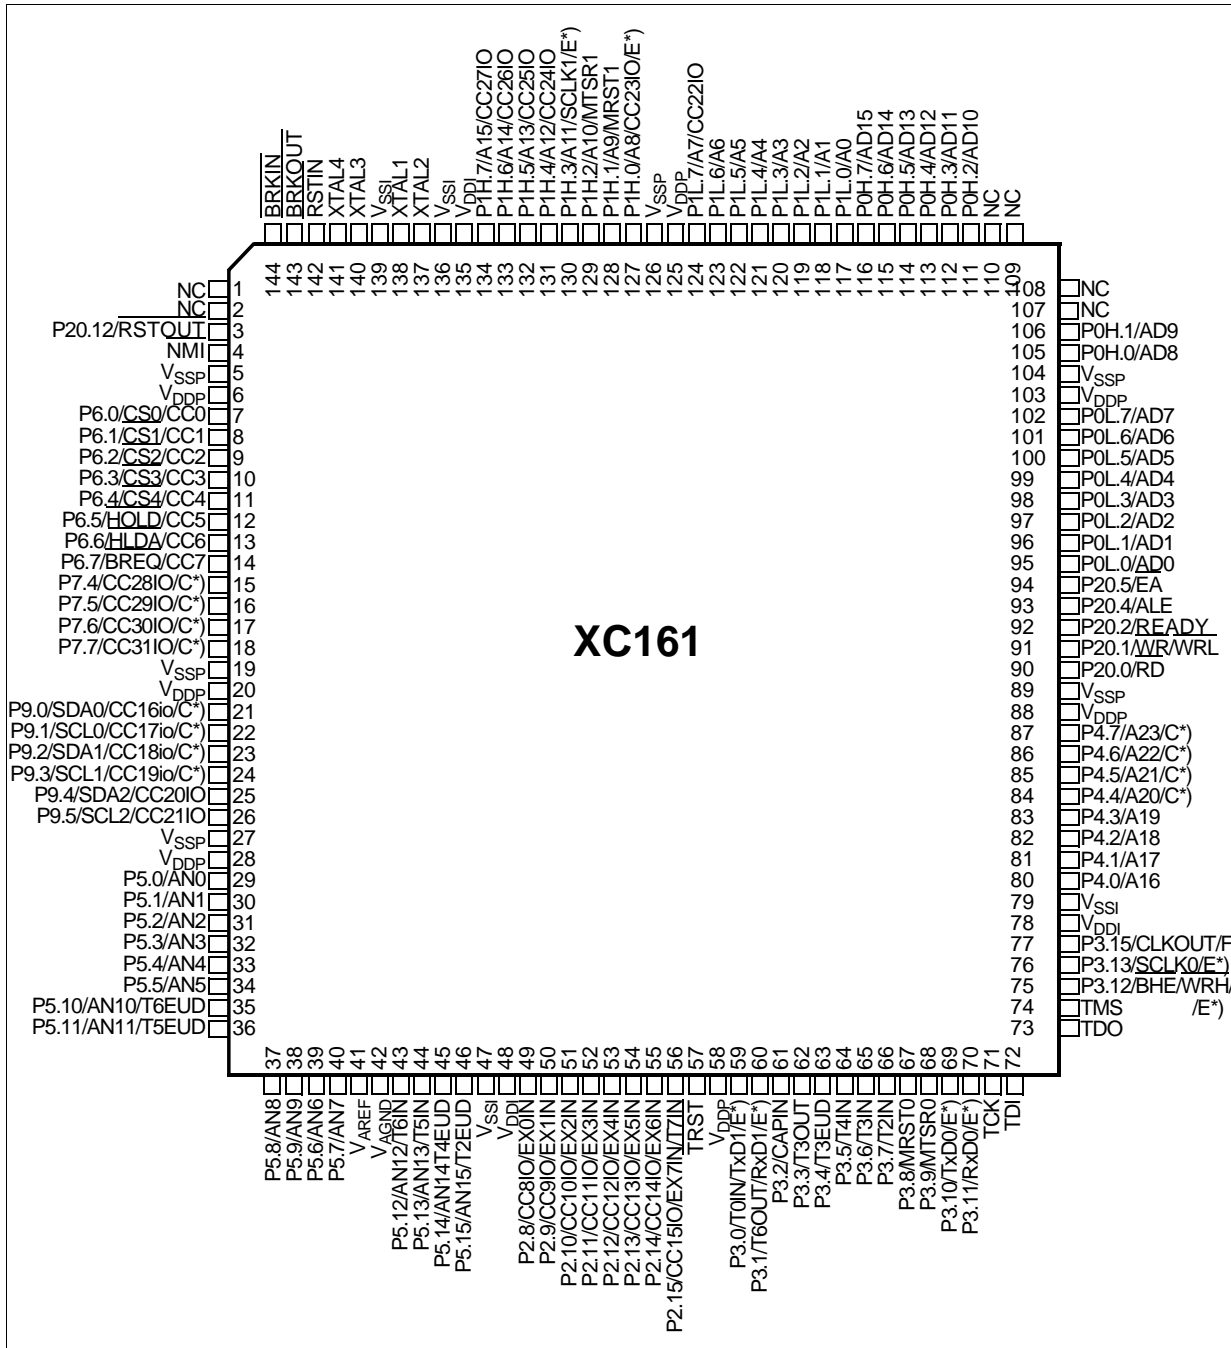 BRKIN
BRKOUT
RSTIN
XTAL4
XTAL3
VSSI
XTAL1
XTAL2
VSSI
VDDI
P1H.7/A15/CC27IO
P1H.6/A14/CC26IO
P1H.5/A13/CC25IO
P1H.4/A12/CC24IO
P1H.3/A11/SCLK1/E*)
P1H.2/A10/MTSR1
P1H.1/A9/MRST1
P1H.0/A8/CC23IO/E*)
VSSP
VDDP
P1L.7/A7/CC22IO
P1L.6/A6
P1L.5/A5
P1L.4/A4
P1L.3/A3
P1L.2/A2
P1L.1/A1
P1L.0/A0
P0H.7/AD15
P0H.6/AD14
P0H.5/AD13
P0H.4/AD12
P0H.3/AD11
P0H.2/AD10
NC
NC
144 143 142 141 140 139 138 137 136 135 134 133 132 131 130 129 128 127 126 125 124 123 122 121 120 119 118 117 116 115 114 113 112 111 110 109
NC 1
NC 2
P20.12/RSTOUT 3
NMI 4
VSSP 5
VDDP 6
P6.0/CS0/CC0 7
P6.1/CS1/CC1 8
P6.2/CS2/CC2 9
P6.3/CS3/CC3 10
P6.4/CS4/CC4 11
P6.5/HOLD/CC5 12
P6.6/HLDA/CC6 13
P6.7/BREQ/CC7 14
P7.4/CC28IO/C*) 15
P7.5/CC29IO/C*) 16
P7.6/CC30IO/C*) 17
P7.7/CC31IO/C*) 18
VSSP 19
VDDP 20
P9.0/SDA0/CC16io/C*) 21
P9.1/SCL0/CC17io/C*) 22
P9.2/SDA1/CC18io/C*) 23
P9.3/SCL1/CC19io/C*) 24
P9.4/SDA2/CC20IO 25
P9.5/SCL2/CC21IO 26
VSSP 27
VDDP 28
P5.0/AN0 29
P5.1/AN1 30
P5.2/AN2 31
P5.3/AN3 32
P5.4/AN4 33
P5.5/AN5 34
P5.10/AN10/T6EUD 35
P5.11/AN11/T5EUD 36
XC161
108 NC
107 NC
106 P0H.1/AD9
105 P0H.0/AD8
104 VSSP
103 VDDP
102 P0L.7/AD7
101 P0L.6/AD6
100 P0L.5/AD5
99 P0L.4/AD4
98 P0L.3/AD3
97 P0L.2/AD2
96 P0L.1/AD1
95 P0L.0/AD0
94 P20.5/EA
93 P20.4/ALE
92 P20.2/READY
91 P20.1/WR/WRL
90 P20.0/RD
89 VSSP
88 VDDP
87 P4.7/A23/C*)
86 P4.6/A22/C*)
85 P4.5/A21/C*)
84 P4.4/A20/C*)
83 P4.3/A19
82 P4.2/A18
81 P4.1/A17
80 P4.0/A16
79 VSSI
78 VDDI
77 P3.15/CLKOUT/F
76 P3.13/SCLK0/E*)
75 P3.12/BHE/WRH/
74 TMS /E*)
73 TDO
37 38 39 40 41 42 43 44 45 46 47 48 49 50 51 52 53 54 55 56 57 58 59 60 61 62 63 64 65 66 67 68 69 70 71 72
P5.8/AN8
P5.9/AN9
P5.6/AN6
P5.7/AN7
VAREF
VAGND
P5.12/AN12/T6IN
P5.13/AN13/T5IN
P5.14/AN14T4EUD
P5.15/AN15/T2EUD
VSSI
VDDI
P2.8/CC8IO/EX0IN
P2.9/CC9IO/EX1IN
P2.10/CC10IO/EX2IN
P2.11/CC11IO/EX3IN
P2.12/CC12IO/EX4IN
P2.13/CC13IO/EX5IN
P2.14/CC14IO/EX6IN
P2.15/CC15IO/EX7IN/T7IN
TRST
VDDP
P3.0/T0IN/TxD1/E*)
P3.1/T6OUT/RxD1/E*)
P3.2/CAPIN
P3.3/T3OUT
P3.4/T3EUD
P3.5/T4IN
P3.6/T3IN
P3.7/T2IN
P3.8/MRST0
P3.9/MTSR0
P3.10/TxD0/E*)
P3.11/RxD0/E*)
TCK
TDI